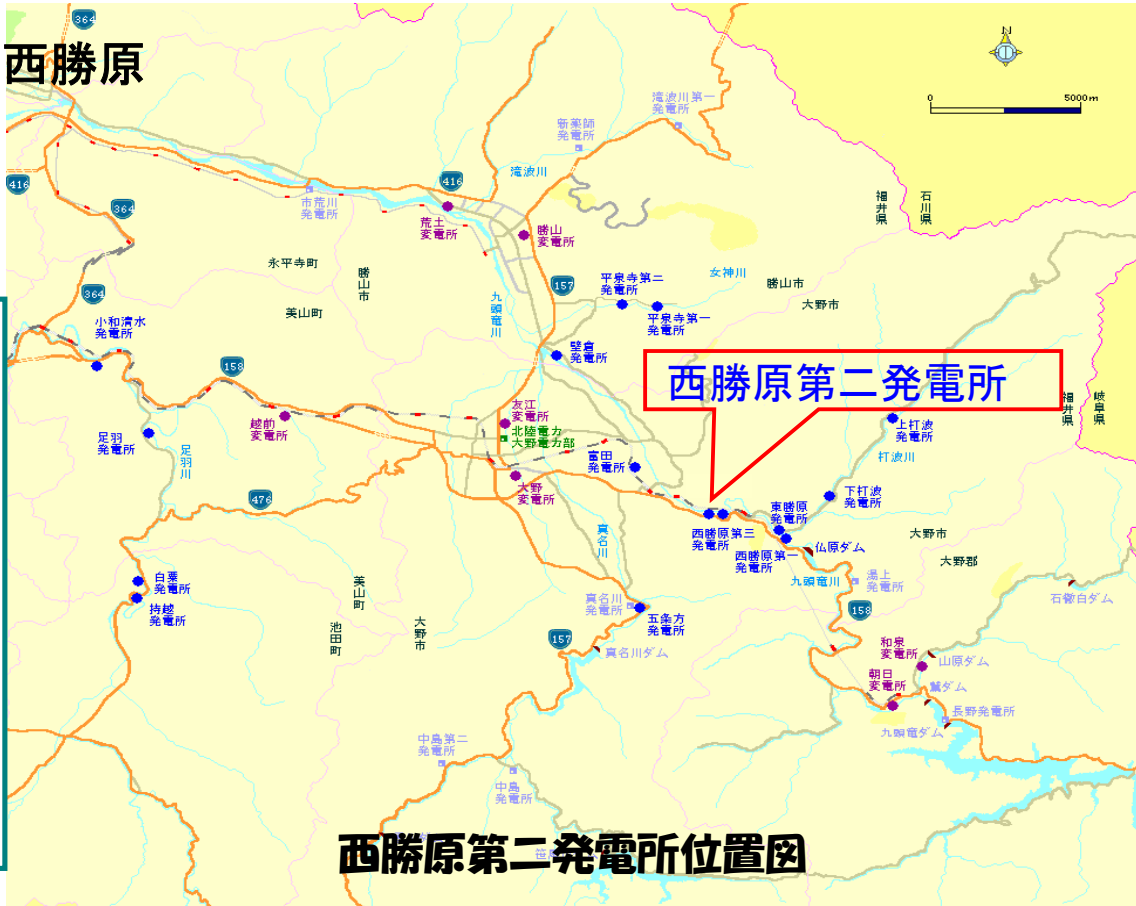 364
西勝原
N
0 5000m
滝波川第一
発電所
新薬師
発電所
滝波川
416
416
市荒川
発電所
364
荒土
変電所
勝山
変電所
福井県
石川県
永平寺町
勝山市
九頭竜川
157
平泉寺第二
発電所
女神川
勝山市
大野市
平泉寺第一
発電所
364
美山町
小和清水
発電所
壁倉
発電所
158
西勝原第二発電所
福井県
岐阜県
越前
変電所
友江
変電所
北陸電力
大野電力部
上打波
発電所
足羽
発電所
足羽川
富田
発電所
打波川
476
大野
変電所
下打波
発電所
真名川
西勝原第三
発電所
東勝原
発電所
西勝原第一
発電所
仏原ダム
大野市
大野郡
九頭竜川
湯上
発電所
白粟
発電所
持越
発電所
美山町
池田町
大野市
真名川
発電所
五条方
発電所
石徹白ダム
158
157
真名川ダム
和泉
変電所
山原ダム
朝日
変電所
鷲ダム
長野発電所
九頭竜ダム
中島第二
発電所
中島
発電所
西勝原第二発電所位置図